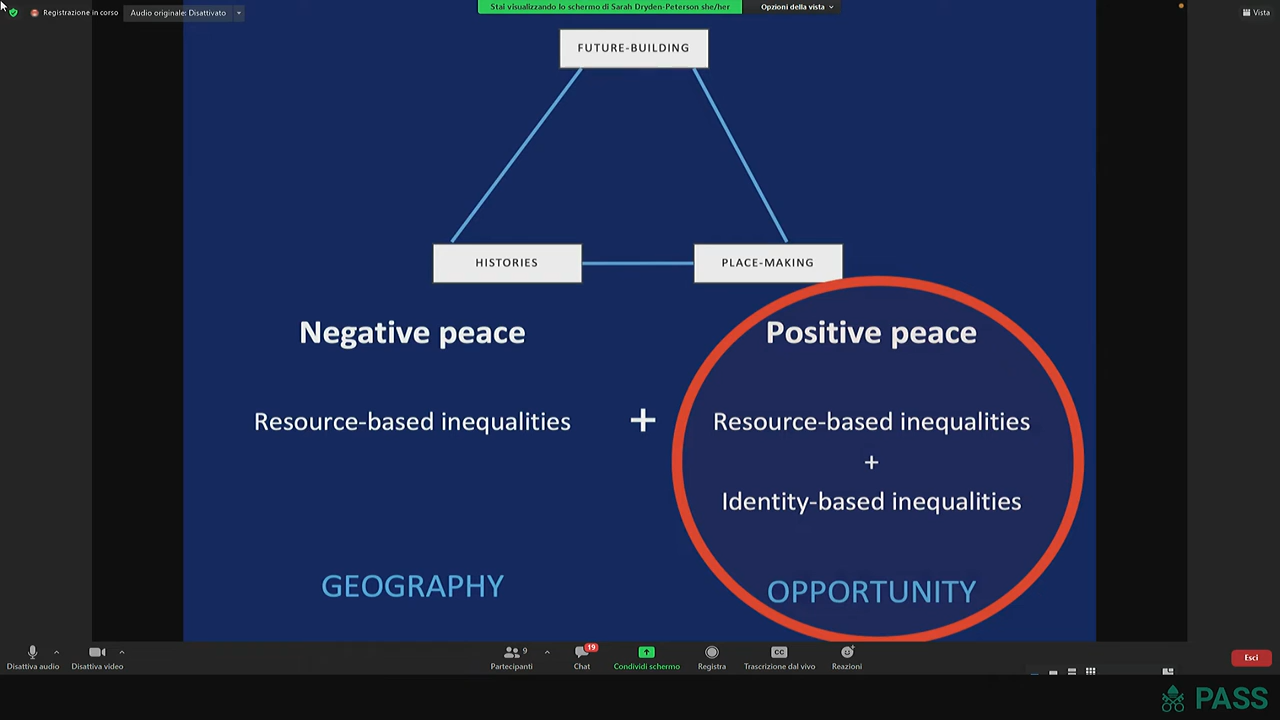 Registrazione in corso
Audio originale: Disattivato
Stai visualizzando lo schermo di Sarah Dryden-Peterson she/her
Opzioni della vista
Vista
FUTURE-BUILDING
HISTORIES
PLACE-MAKING
Negative peace
Positive peace
Resource-based inequalities
+
Resource-based inequalities
+
Identity-based inequalities
GEOGRAPHY
OPPORTUNITY
Disattiva audio
Disattiva video
9
Partecipanti
19
Chat
Condividi schermo
Registra
CC
Trascrizione dal vivo
Reazioni
Esci
PASS